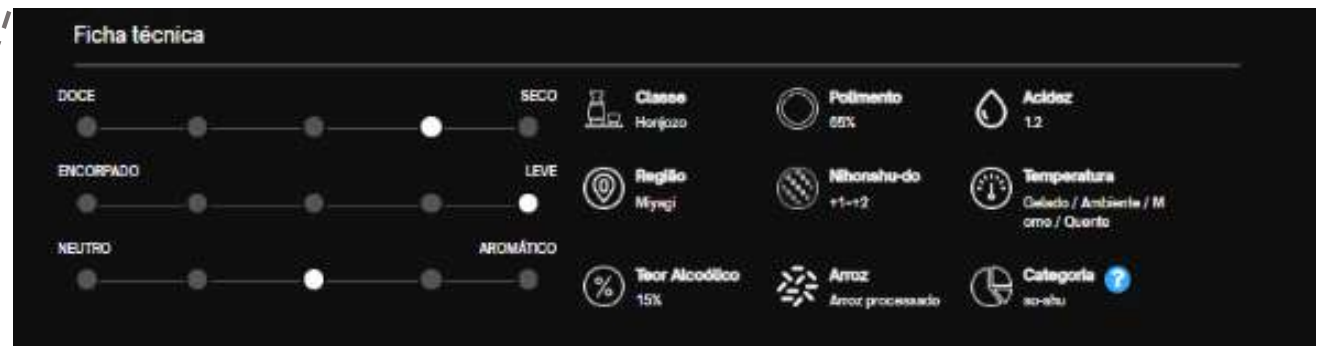 Ficha técnica
DOCE
SECO
ENCORPADO
LEVE
NEUTRO
AROMÁTICO
Classe
Honjozo
Polimento
65%
Acidez
1.2
Região
Miyagi
Nihonshu-do
+1~+2
Temperatura
Gelado / Ambiente / M
orno / Quente
Teor Alcoólico
15%
Arroz
Arroz processado
Categoria ?
so-shu